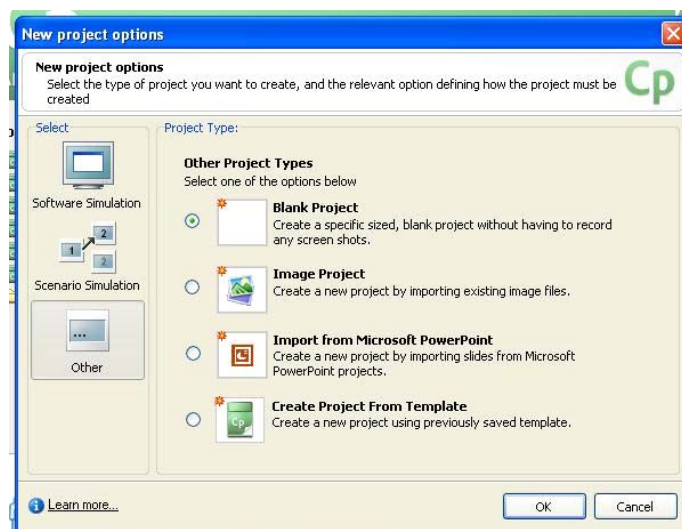 New project options
New project options
Select the type of project you want to create, and the relevant option defining how the project must be
created
Cp
Select
Software Simulation
1
2
2
Scenario Simulation
...
Other
Project Type:
Other Project Types
Select one of the options below
Blank Project
Create a specific sized, blank project without having to record
any screen shots.
Image Project
Create a new project by importing existing image files.
Import from Microsoft PowerPoint
Create a new project by importing slides from Microsoft
PowerPoint projects.
Cp
Create Project From Template
Create a new project using previously saved template.
Learn more...
OK
Cancel